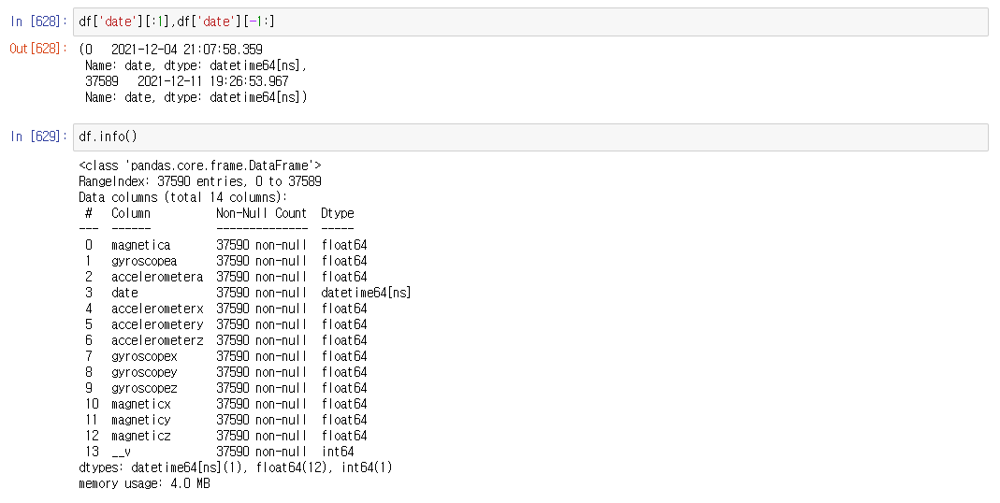 In [628]: df['date'][:1],df['date'][-1:]
Out[628]: (0   2021-12-04 21:07:58.359
 Name: date, dtype: datetime64[ns],
 37589   2021-12-11 19:26:53.967
 Name: date, dtype: datetime64[ns])
In [629]: df.info()
<class 'pandas.core.frame.DataFrame'>
RangeIndex: 37590 entries, 0 to 37589
Data columns (total 14 columns):
 #   Column          Non-Null Count  Dtype
---  ------          --------------  -----
 0   magnetica       37590 non-null  float64
 1   gyroscopea      37590 non-null  float64
 2   accelerometera  37590 non-null  float64
 3   date            37590 non-null  datetime64[ns]
 4   accelerometerx  37590 non-null  float64
 5   accelerometery  37590 non-null  float64
 6   accelerometerz  37590 non-null  float64
 7   gyroscopex      37590 non-null  float64
 8   gyroscopey      37590 non-null  float64
 9   gyroscopez      37590 non-null  float64
 10  magneticx       37590 non-null  float64
 11  magneticy       37590 non-null  float64
 12  magneticz       37590 non-null  float64
 13  __v             37590 non-null  int64
dtypes: datetime64[ns](1), float64(12), int64(1)
memory usage: 4.0 MB